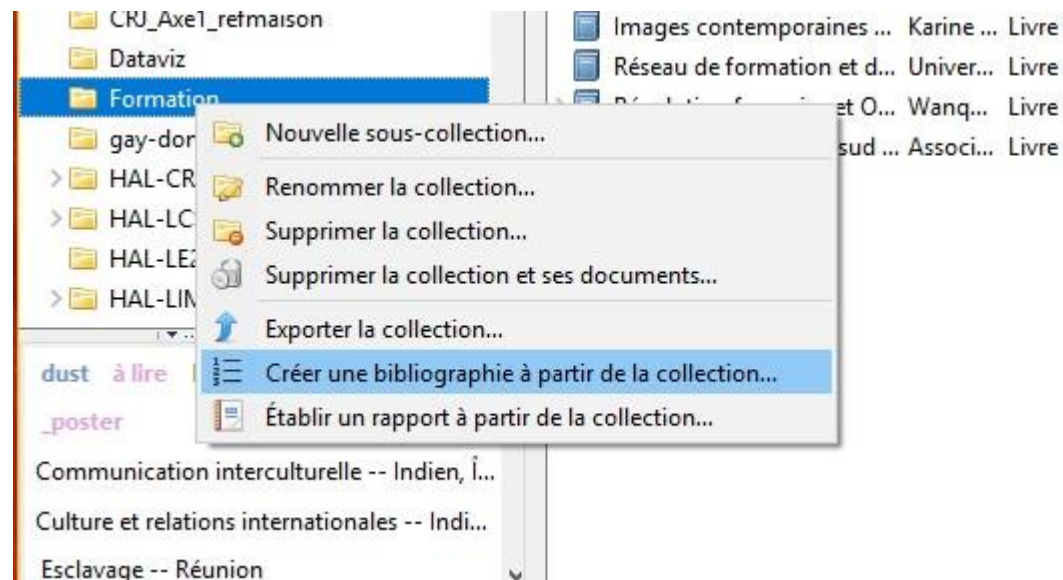 CRJ_Axe1_refmaison
Dataviz
Formation
gay-dor
HAL-CR
HAL-LC
HAL-LE2
HAL-LIM
Nouvelle sous-collection...
Renommer la collection...
Supprimer la collection...
Supprimer la collection et ses documents...
Exporter la collection...
Créer une bibliographie à partir de la collection...
Établir un rapport à partir de la collection...
dust à lire
_poster
Communication interculturelle -- Indien, Î...
Culture et relations internationales -- Indi...
Esclavage -- Réunion
Images contemporaines ... Karine ... Livre
Réseau de formation et d... Univer... Livre
et O... Wanq... Livre
sud ... Associ... Livre